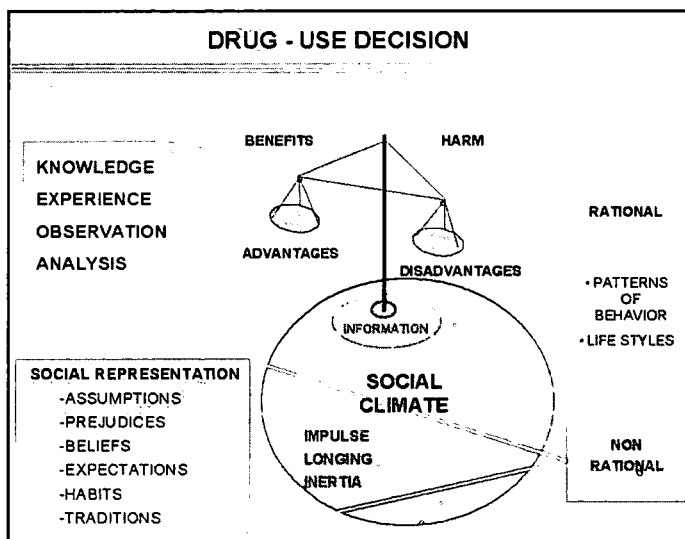 DRUG - USE DECISION
BENEFITS
HARM
KNOWLEDGE
EXPERIENCE
OBSERVATION
ANALYSIS
ADVANTAGES
DISADVANTAGES
RATIONAL
• PATTERNS
OF
BEHAVIOR
• LIFE STYLES
INFORMATION
SOCIAL
CLIMATE
IMPULSE
LONGING
INERTIA
SOCIAL REPRESENTATION
-ASSUMPTIONS
-PREJUDICES
-BELIEFS
-EXPECTATIONS
-HABITS
-TRADITIONS
NON
RATIONAL